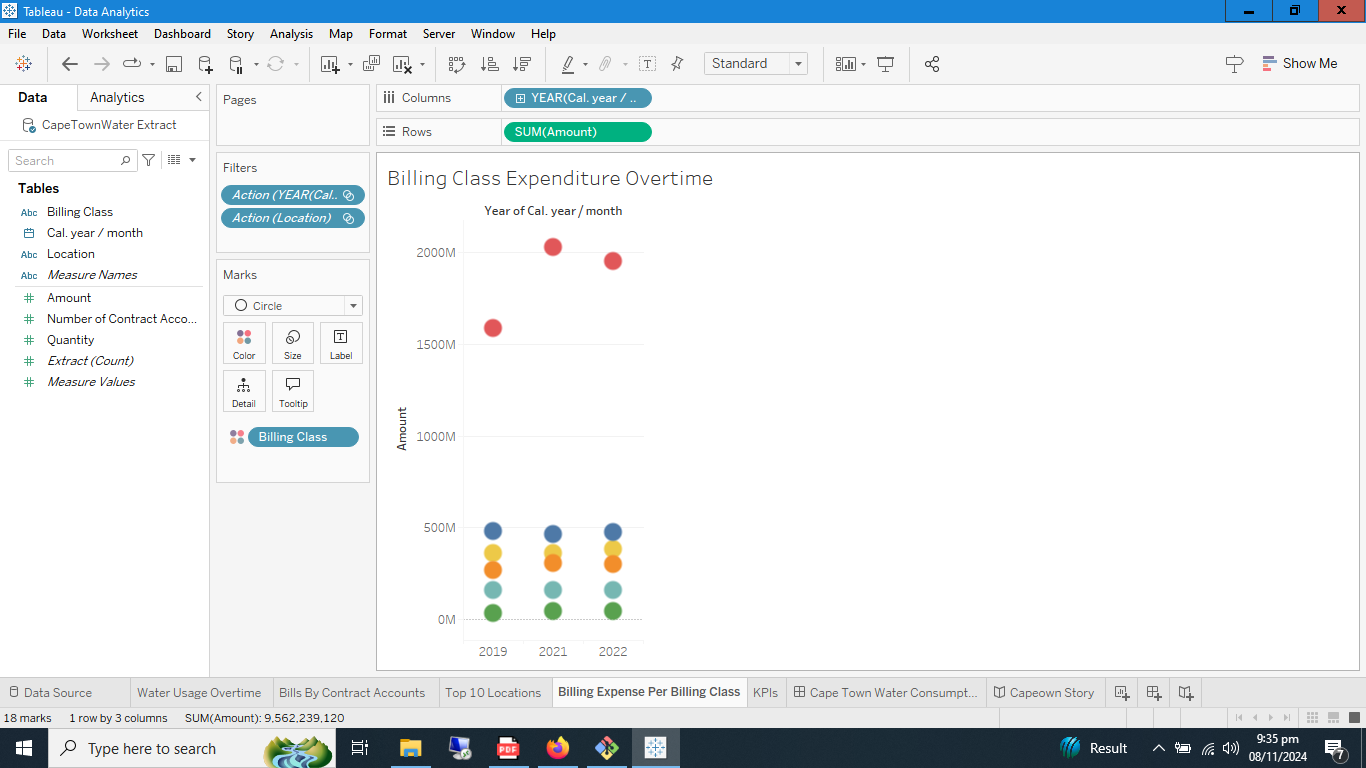 Tableau - Data Analytics
File Data Worksheet Dashboard Story Analysis Map Format Server Window Help
Standard
Show Me
Data Analytics
CapeTownWater Extract
Search
Tables
Abc Billing Class
Cal. year / month
Abc Location
Abc Measure Names
# Amount
# Number of Contract Acco...
# Quantity
# Extract (Count)
# Measure Values
Pages
Filters
Action (YEAR(Cal..
Action (Location)
Marks
Circle
Color Size Label
Detail Tooltip
Billing Class
Columns YEAR(Cal. year / ..
Rows SUM(Amount)
Billing Class Expenditure Overtime
Year of Cal. year / month
2000M
1500M
1000M
500M
0M
Amount
2019 2021 2022
Data Source Water Usage Overtime Bills By Contract Accounts Top 10 Locations Billing Expense Per Billing Class KPIs Cape Town Water Consumpt... Capeown Story
18 marks 1 row by 3 columns SUM(Amount): 9,562,239,120
Type here to search
PDF
Result
9:35 pm
08/11/2024
7